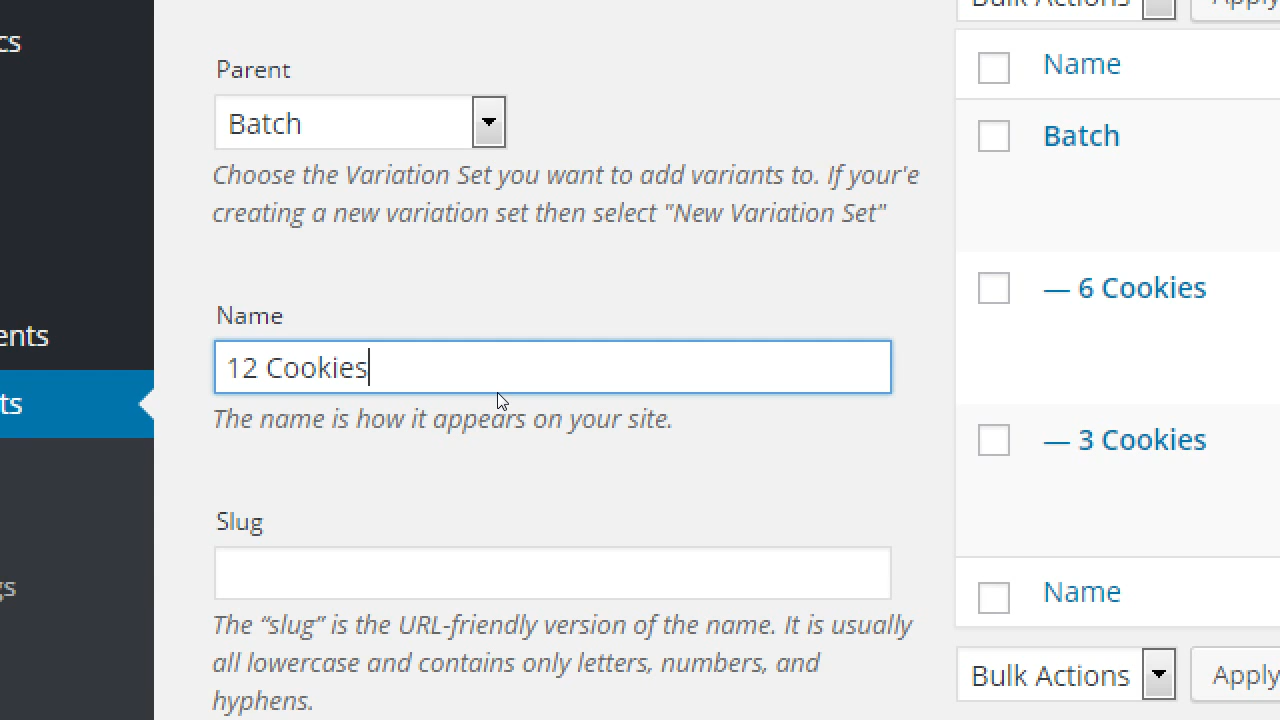 Parent
Batch
Choose the Variation Set you want to add variants to. If your'e
creating a new variation set then select "New Variation Set"
Name
12 Cookies
The name is how it appears on your site.
Slug
The “slug” is the URL-friendly version of the name. It is usually
all lowercase and contains only letters, numbers, and
hyphens.
Bulk Actions
Apply
Name
Batch
— 6 Cookies
— 3 Cookies
Name
Bulk Actions
Apply